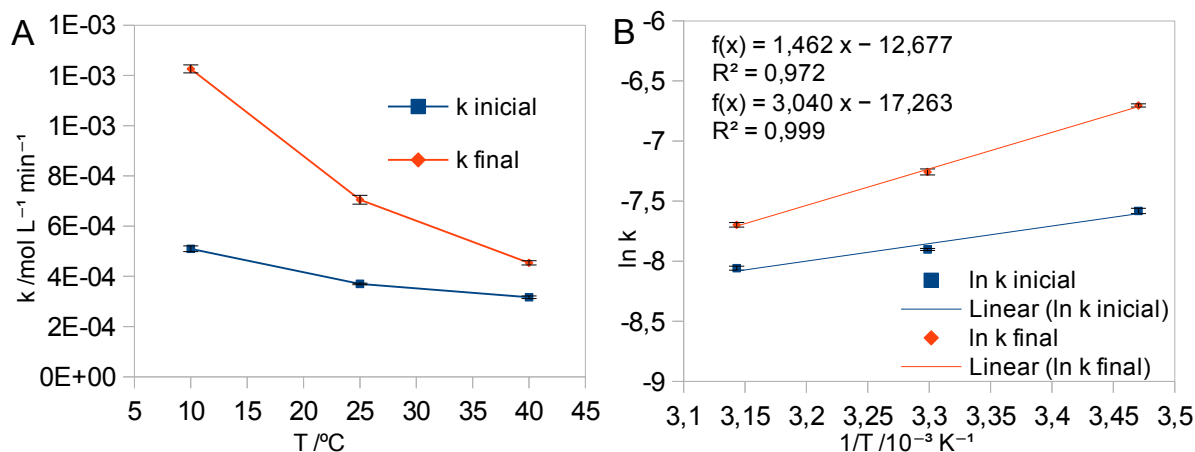 A
k /mol L⁻¹ min⁻¹
1E-03
1E-03
1E-03
8E-04
6E-04
4E-04
2E-04
0E+00
5 10 15 20 25 30 35 40 45
T /ºC
k inicial
k final
B
f(x) = 1,462 x − 12,677
R² = 0,972
f(x) = 3,040 x − 17,263
R² = 0,999
ln k
-6
-6,5
-7
-7,5
-8
-8,5
-9
3,1 3,15 3,2 3,25 3,3 3,35 3,4 3,45 3,5
1/T /10⁻³ K⁻¹
ln k inicial
Linear (ln k inicial)
ln k final
Linear (ln k final)